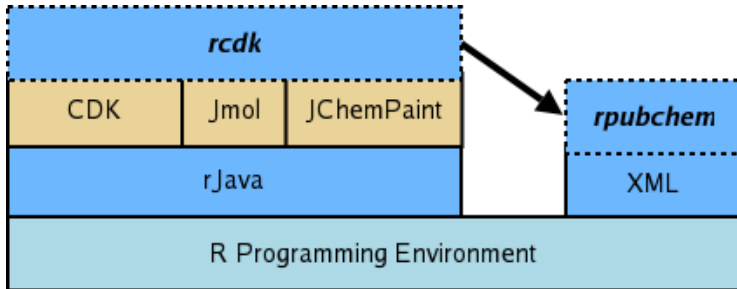 rcdk
CDK
Jmol
JChemPaint
rpubchem
rJava
XML
R Programming Environment